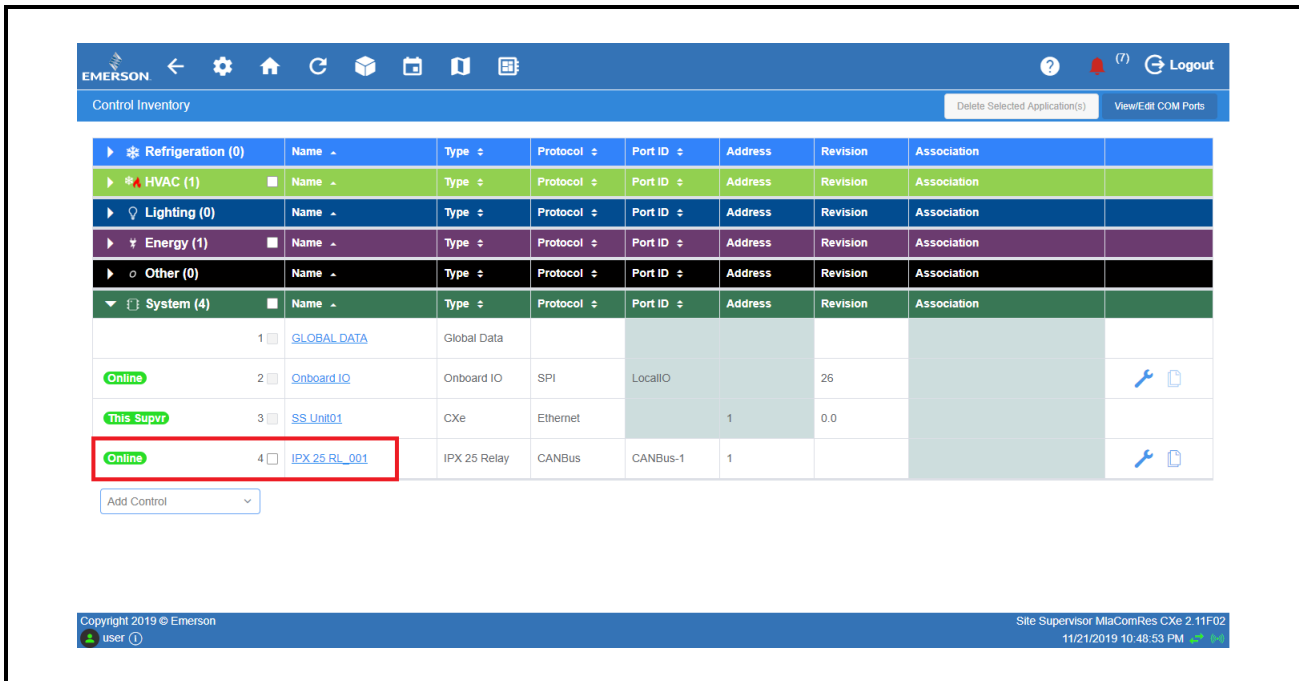 EMERSON
? (7) Logout
Control Inventory Delete Selected Application(s) View/Edit COM Ports
Refrigeration (0) Name Type Protocol Port ID Address Revision Association
HVAC (1) Name Type Protocol Port ID Address Revision Association
Lighting (0) Name Type Protocol Port ID Address Revision Association
Energy (1) Name Type Protocol Port ID Address Revision Association
Other (0) Name Type Protocol Port ID Address Revision Association
System (4) Name Type Protocol Port ID Address Revision Association
1 GLOBAL DATA Global Data
Online 2 Onboard IO Onboard IO SPI LocalIO 26
This Supvr 3 SS Unit01 CXe Ethernet 1 0.0
Online 4 IPX 25 RL_001 IPX 25 Relay CANBus CANBus-1 1
Add Control
Copyright 2019 © Emerson Site Supervisor MlaComRes CXe 2.11F02
user 11/21/2019 10:48:53 PM